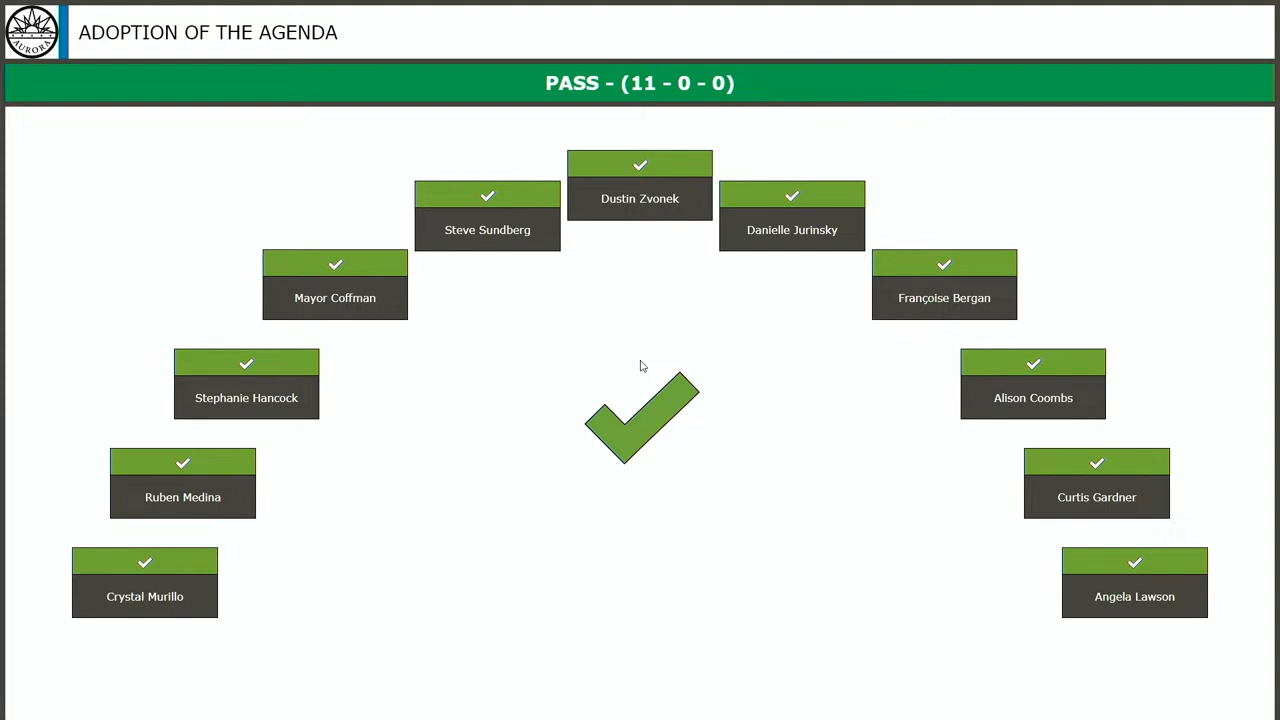 AURORA
ADOPTION OF THE AGENDA
PASS - (11 - 0 - 0)
Dustin Zvonek
Steve Sundberg
Danielle Jurinsky
Mayor Coffman
Françoise Bergan
Stephanie Hancock
Alison Coombs
Ruben Medina
Curtis Gardner
Crystal Murillo
Angela Lawson